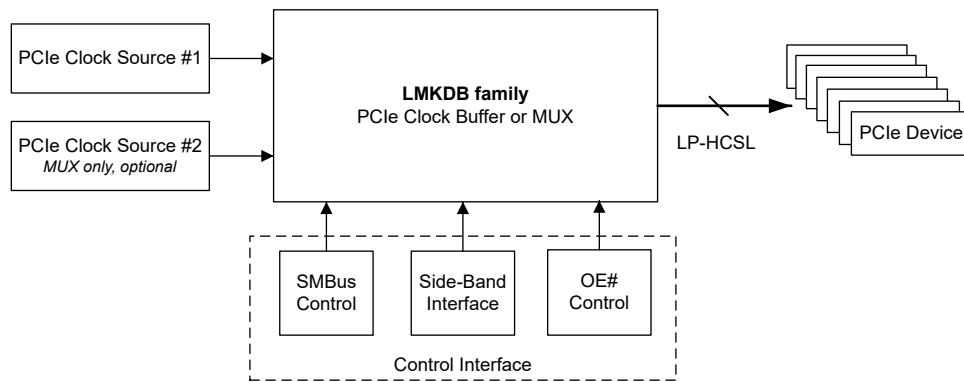 PCIe Clock Source #1
PCIe Clock Source #2
MUX only, optional
LMKDB family
PCIe Clock Buffer or MUX
LP-HCSL
PCIe Device
SMBus
Control
Side-Band
Interface
OE#
Control
Control Interface